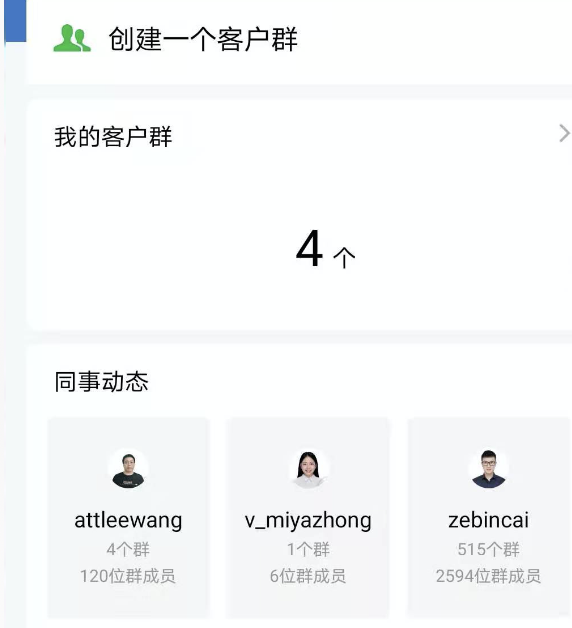 创建一个客户群
我的客户群
4 个
同事动态
attleewang
4个群
120位群成员
v_miyazhong
1个群
6位群成员
zebincai
515个群
2594位群成员